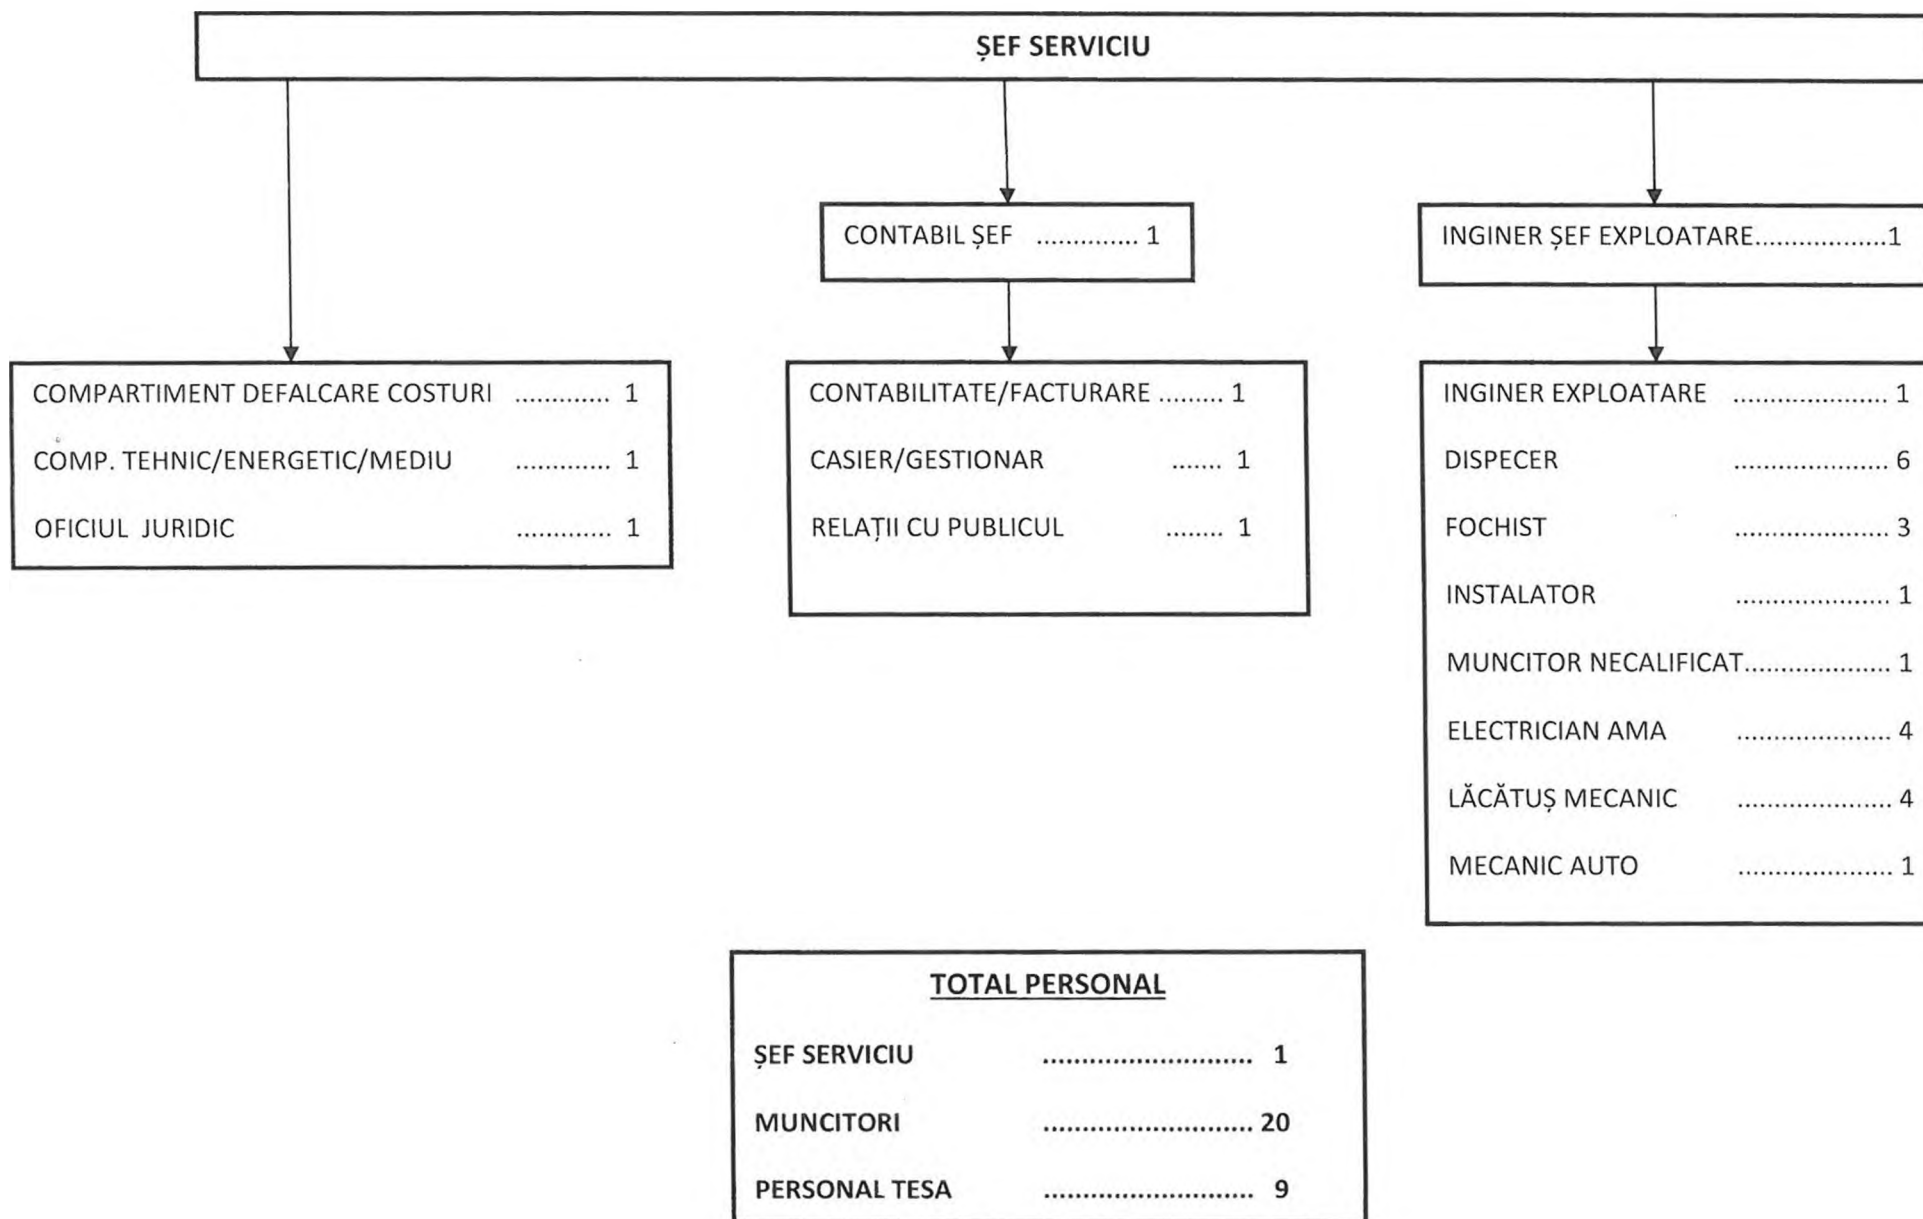 ȘEF SERVICIU
CONTABIL ȘEF .............. 1
INGINER ȘEF EXPLOATARE..................1
COMPARTIMENT DEFALCARE COSTURI ............. 1
COMP. TEHNIC/ENERGETIC/MEDIU ............. 1
OFICIUL JURIDIC ............. 1
CONTABILITATE/FACTURARE ......... 1
CASIER/GESTIONAR ....... 1
RELAȚII CU PUBLICUL ........ 1
INGINER EXPLOATARE ..................... 1
DISPECER ..................... 6
FOCHIST ..................... 3
INSTALATOR ..................... 1
MUNCITOR NECALIFICAT.................... 1
ELECTRICIAN AMA ..................... 4
LĂCĂTUȘ MECANIC ..................... 4
MECANIC AUTO ..................... 1
TOTAL PERSONAL
ȘEF SERVICIU ........................... 1
MUNCITORI ........................... 20
PERSONAL TESA ........................... 9